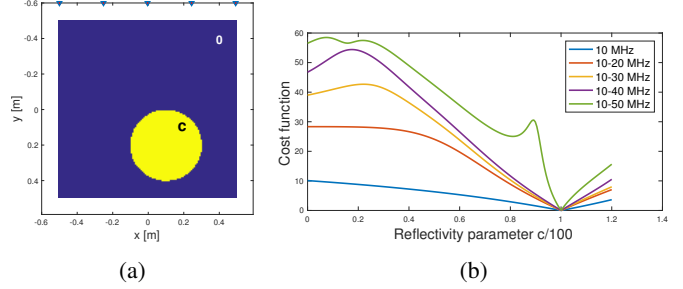 -0.6
-0.4
-0.2
0
0.2
0.4
y [m]
0
c
-0.6 -0.4 -0.2 0 0.2 0.4
x [m]
(a)
60
50
40
30
20
10
0
Cost function
10 MHz
10-20 MHz
10-30 MHz
10-40 MHz
10-50 MHz
0 0.2 0.4 0.6 0.8 1.0 1.2 1.4
Reflectivity parameter c/100
(b)